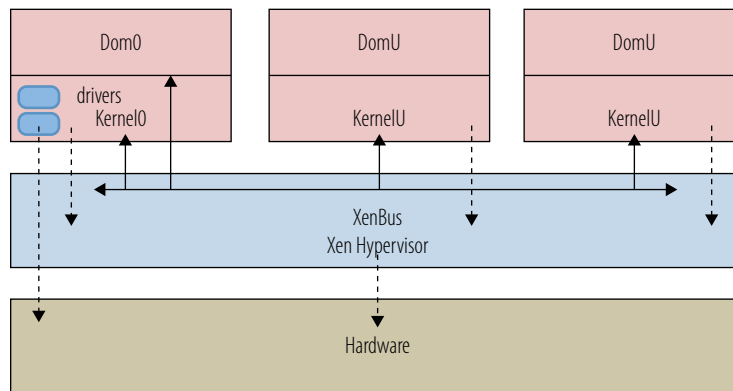 Dom0
DomU
DomU
drivers
Kernel0
KernelU
KernelU
XenBus
Xen Hypervisor
Hardware